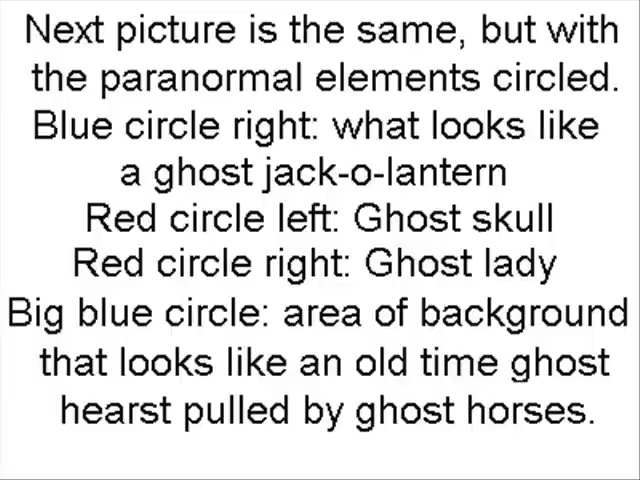 Next picture is the same, but with
the paranormal elements circled.
Blue circle right: what looks like
a ghost jack-o-lantern
Red circle left: Ghost skull
Red circle right: Ghost lady
Big blue circle: area of background
that looks like an old time ghost
hearst pulled by ghost horses.